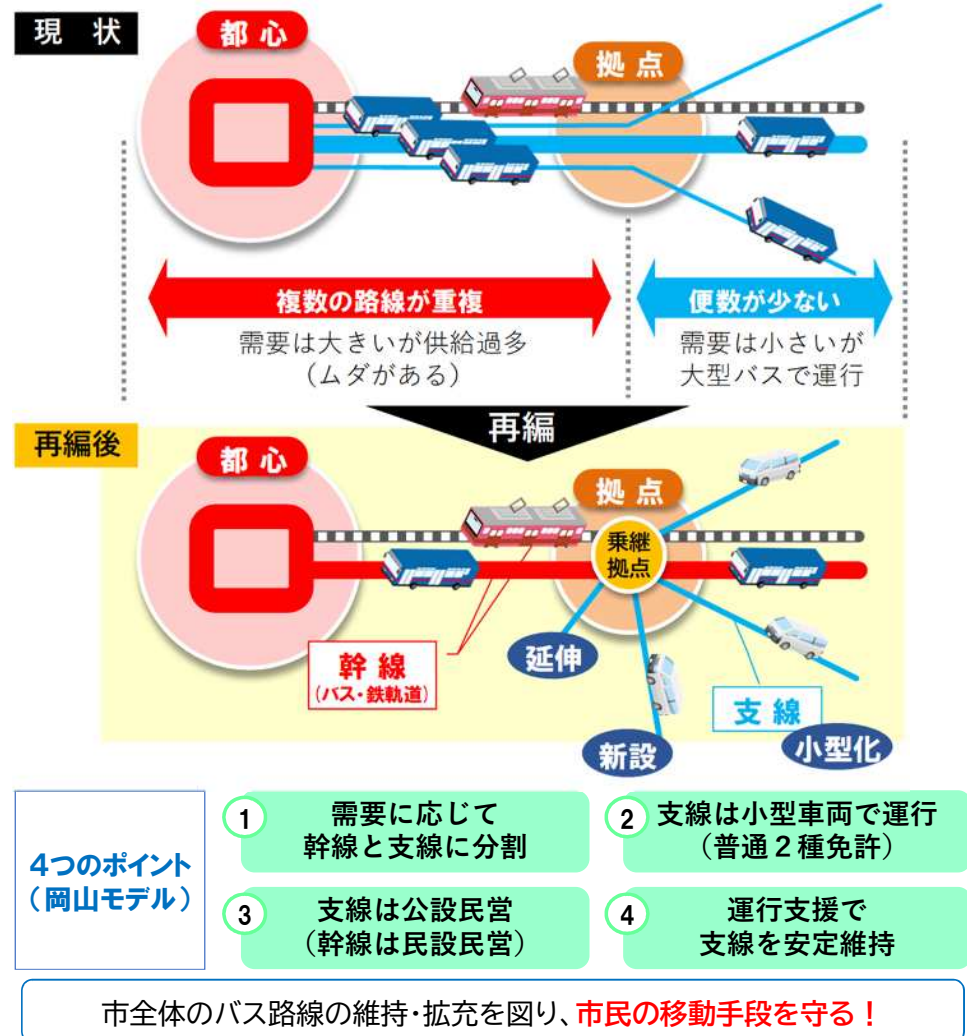 現 状
都 心
拠 点
複数の路線が重複
便数が少ない
需要は大きいが供給過多
（ムダがある）
需要は小さいが
大型バスで運行
再編
再編後
都 心
拠 点
乗継
拠点
延伸
幹 線
（バス・鉄軌道）
支 線
新設
小型化
4つのポイント
（岡山モデル）
1
需要に応じて
幹線と支線に分割
2
支線は小型車両で運行
（普通２種免許）
3
支線は公設民営
（幹線は民設民営）
4
運行支援で
支線を安定維持
市全体のバス路線の維持・拡充を図り、市民の移動手段を守る！